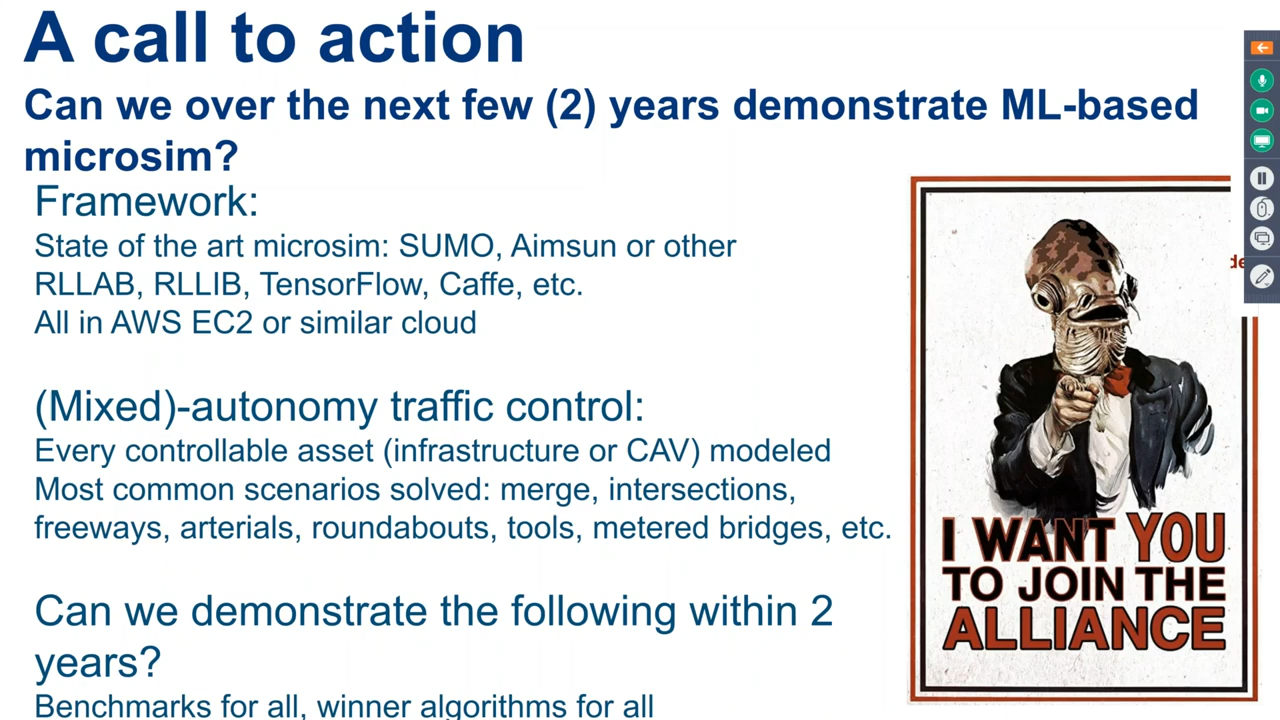 A call to action
Can we over the next few (2) years demonstrate ML-based
microsim?
Framework:
State of the art microsim: SUMO, Aimsun or other
RLLAB, RLLIB, TensorFlow, Caffe, etc.
All in AWS EC2 or similar cloud
(Mixed)-autonomy traffic control:
Every controllable asset (infrastructure or CAV) modeled
Most common scenarios solved: merge, intersections,
freeways, arterials, roundabouts, tools, metered bridges, etc.
Can we demonstrate the following within 2
years?
Benchmarks for all, winner algorithms for all
de
I WANT YOU
TO JOIN THE
ALLIANCE